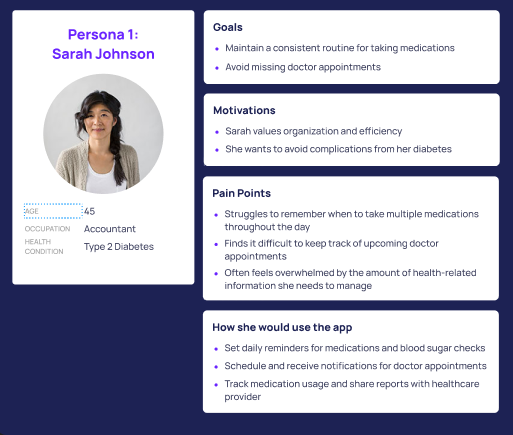 Persona 1:
Sarah Johnson
AGE 45
OCCUPATION Accountant
HEALTH
CONDITION Type 2 Diabetes
Goals
• Maintain a consistent routine for taking medications
• Avoid missing doctor appointments
Motivations
• Sarah values organization and efficiency
• She wants to avoid complications from her diabetes
Pain Points
• Struggles to remember when to take multiple medications
throughout the day
• Finds it difficult to keep track of upcoming doctor
appointments
• Often feels overwhelmed by the amount of health-related
information she needs to manage
How she would use the app
• Set daily reminders for medications and blood sugar checks
• Schedule and receive notifications for doctor appointments
• Track medication usage and share reports with healthcare
provider